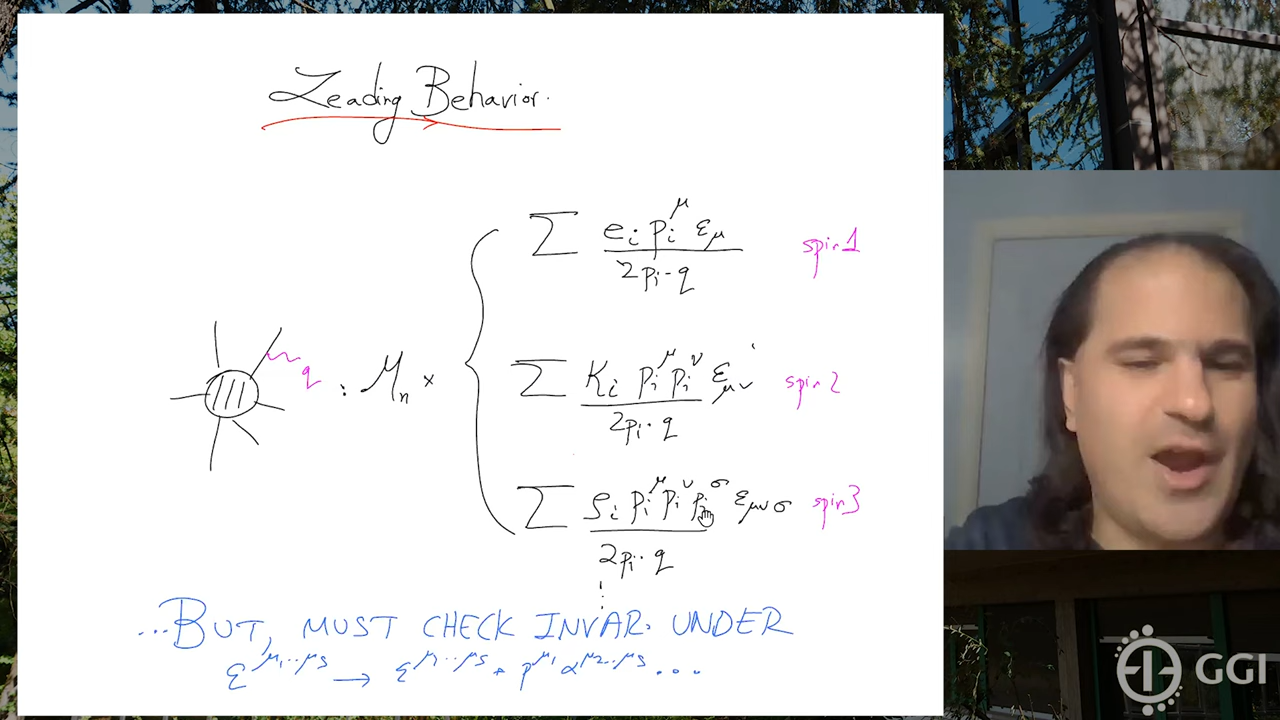 Leading Behavior.
∑ e_i p_i^μ ε_μ / 2p_i·q spin 1
q : M_n × ∑ K_i p_i^μ p_i^ν ε_μν / 2p_i·q spin 2
∑ ρ_i p_i^μ p_i^ν p_i^σ ε_μνσ / 2p_i·q spin 3
...BUT, MUST CHECK INVAR. UNDER
ε^μ1..μs → ε^μ1..μs + p^μ1 α^μ2..μs ...
GGI